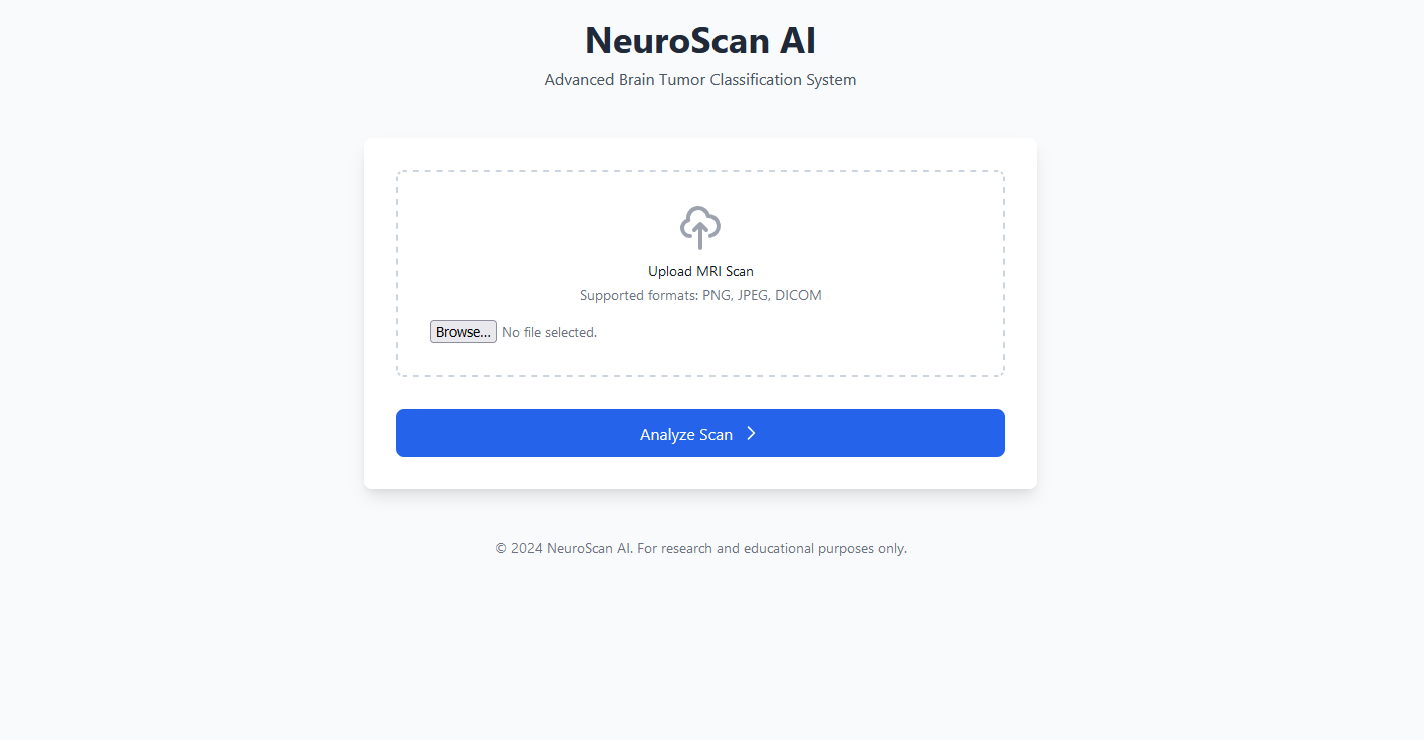 NeuroScan AI
Advanced Brain Tumor Classification System
Upload MRI Scan
Supported formats: PNG, JPEG, DICOM
Browse... No file selected.
Analyze Scan
© 2024 NeuroScan AI. For research and educational purposes only.